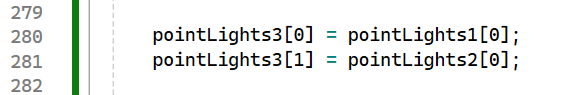 279
280 pointLights3[0] = pointLights1[0];
281 pointLights3[1] = pointLights2[0];
282